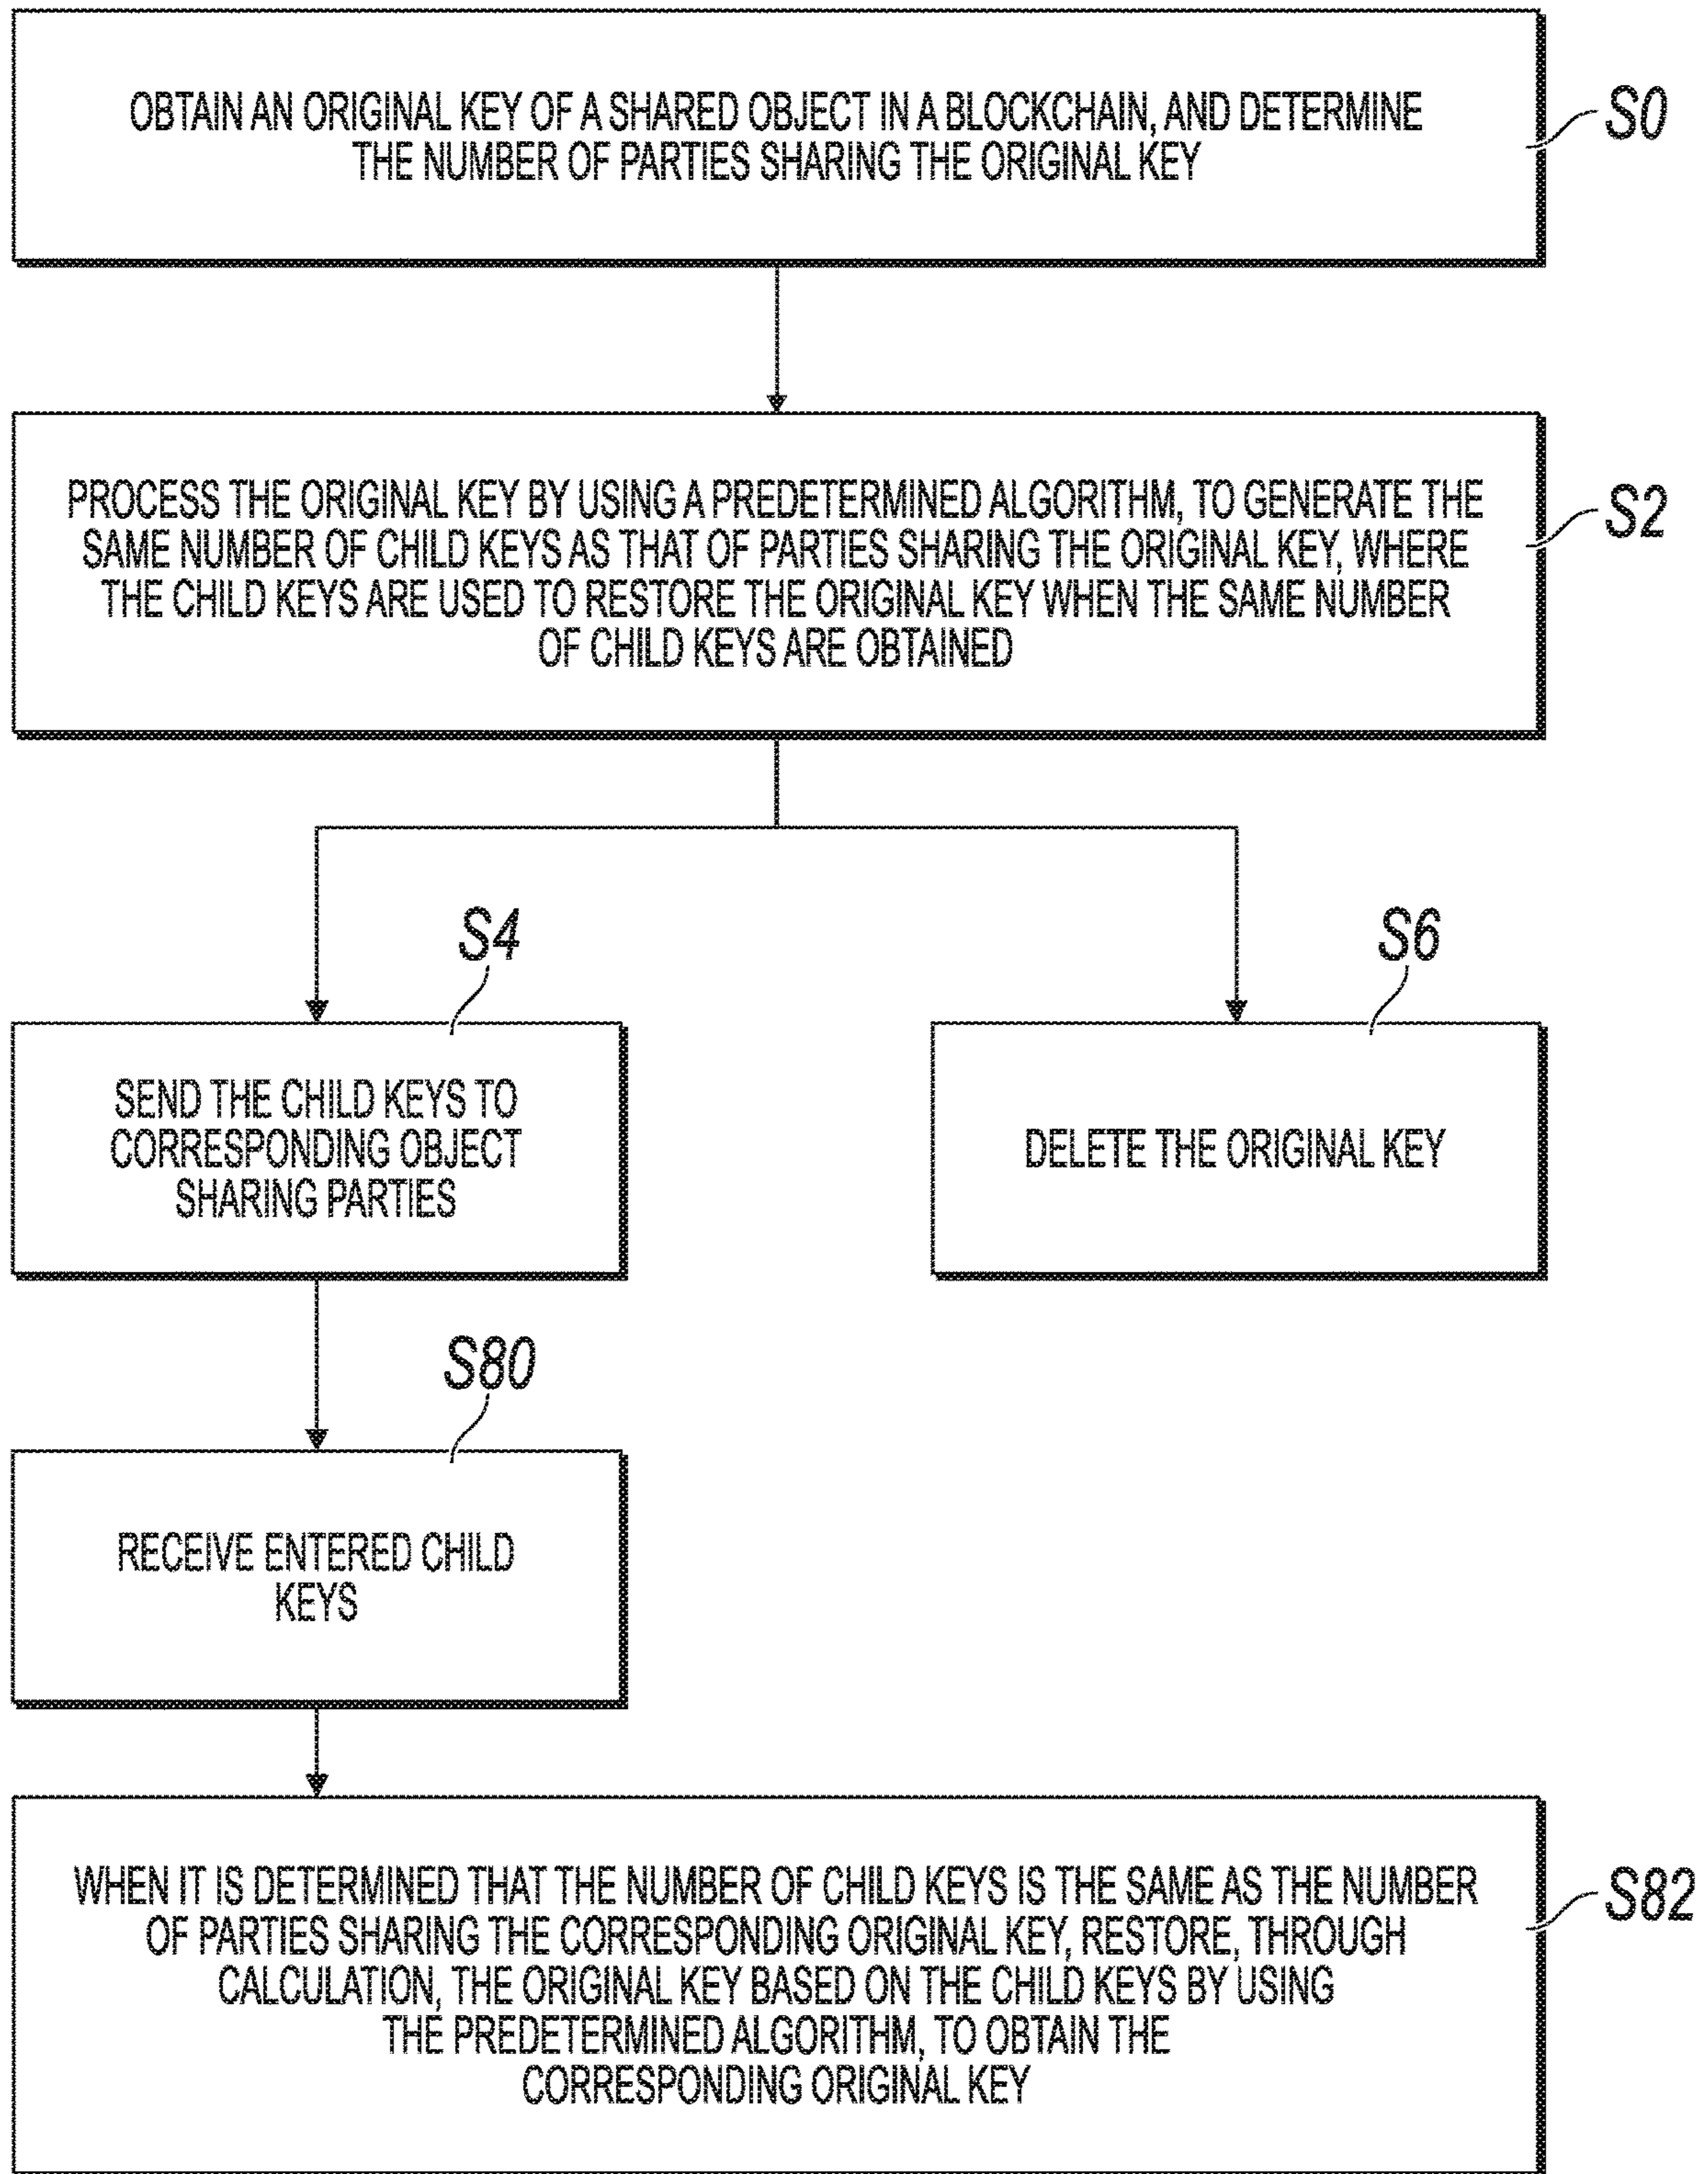 OBTAIN AN ORIGINAL KEY OF A SHARED OBJECT IN A BLOCKCHAIN, AND DETERMINE
THE NUMBER OF PARTIES SHARING THE ORIGINAL KEY
S0
PROCESS THE ORIGINAL KEY BY USING A PREDETERMINED ALGORITHM, TO GENERATE THE
SAME NUMBER OF CHILD KEYS AS THAT OF PARTIES SHARING THE ORIGINAL KEY, WHERE
THE CHILD KEYS ARE USED TO RESTORE THE ORIGINAL KEY WHEN THE SAME NUMBER
OF CHILD KEYS ARE OBTAINED
S2
S4
SEND THE CHILD KEYS TO
CORRESPONDING OBJECT
SHARING PARTIES
S6
DELETE THE ORIGINAL KEY
S80
RECEIVE ENTERED CHILD
KEYS
WHEN IT IS DETERMINED THAT THE NUMBER OF CHILD KEYS IS THE SAME AS THE NUMBER
OF PARTIES SHARING THE CORRESPONDING ORIGINAL KEY, RESTORE, THROUGH
CALCULATION, THE ORIGINAL KEY BASED ON THE CHILD KEYS BY USING
THE PREDETERMINED ALGORITHM, TO OBTAIN THE
CORRESPONDING ORIGINAL KEY
S82